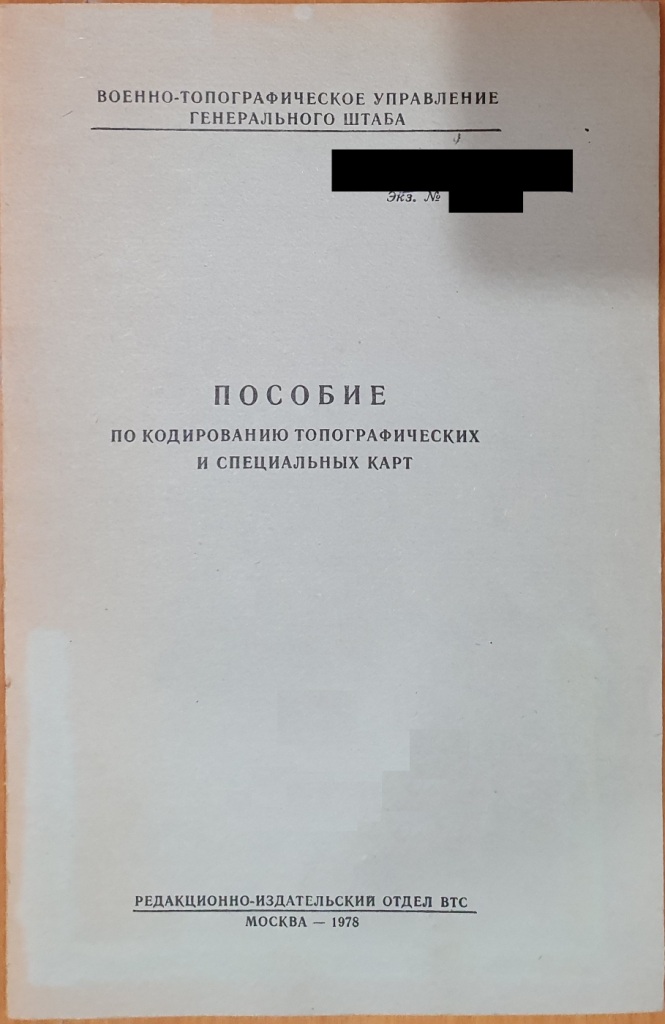 ВОЕННО-ТОПОГРАФИЧЕСКОЕ УПРАВЛЕНИЕ
ГЕНЕРАЛЬНОГО ШТАБА
Экз. №
ПОСОБИЕ
ПО КОДИРОВАНИЮ ТОПОГРАФИЧЕСКИХ
И СПЕЦИАЛЬНЫХ КАРТ
РЕДАКЦИОННО-ИЗДАТЕЛЬСКИЙ ОТДЕЛ ВТС
МОСКВА — 1978